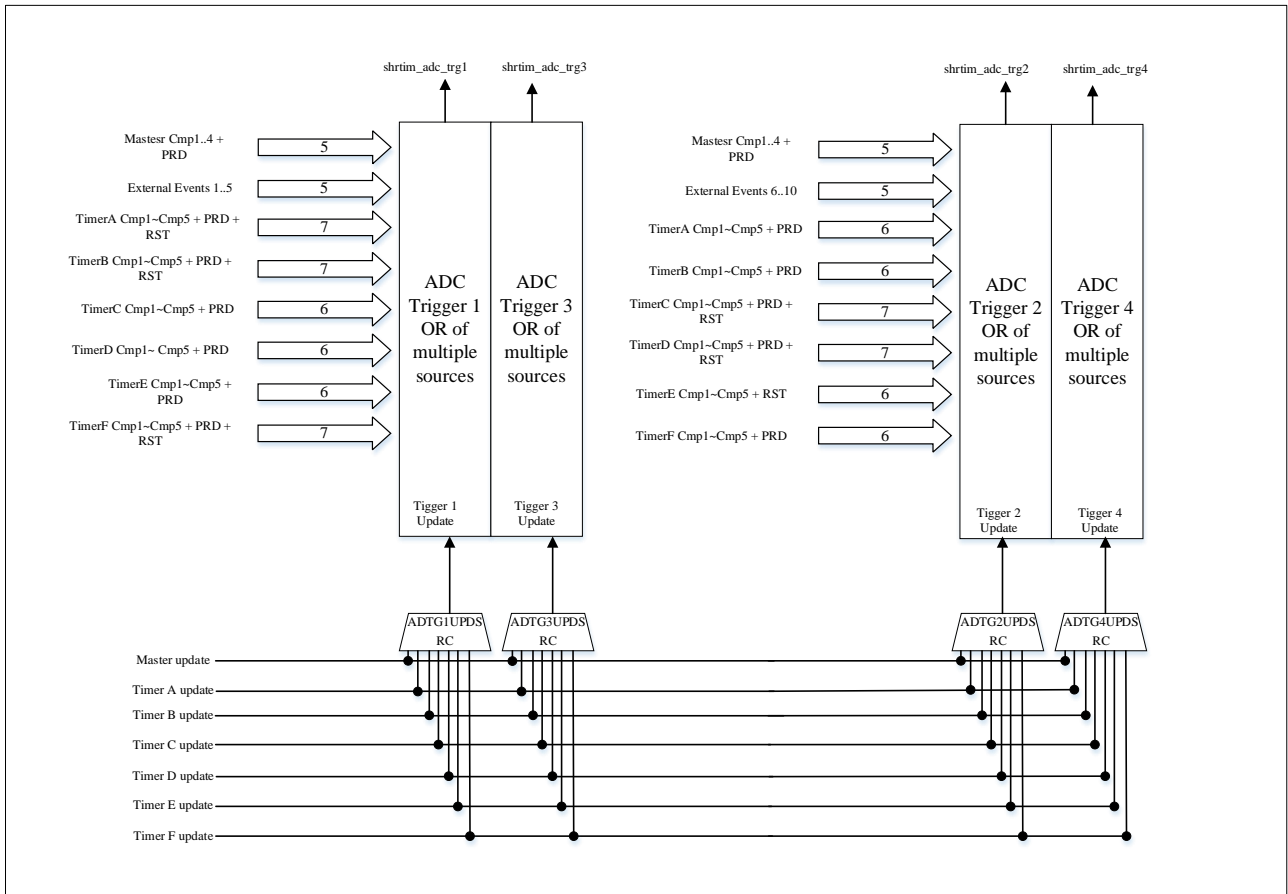 shrtim_adc_trg1
shrtim_adc_trg3
Mastesr Cmp1..4 +
PRD
5
External Events 1..5
5
TimerA Cmp1~Cmp5 + PRD +
RST
7
TimerB Cmp1~Cmp5 + PRD +
RST
7
TimerC Cmp1~Cmp5 + PRD
6
TimerD Cmp1~ Cmp5 + PRD
6
TimerE Cmp1~Cmp5 +
PRD
6
TimerF Cmp1~Cmp5 + PRD +
RST
7
ADC
Trigger 1
OR of
multiple
sources
ADC
Trigger 3
OR of
multiple
sources
Tigger 1
Update
Tigger 3
Update
shrtim_adc_trg2
shrtim_adc_trg4
Mastesr Cmp1..4 +
PRD
5
External Events 6..10
5
TimerA Cmp1~Cmp5 + PRD
6
TimerB Cmp1~Cmp5 + PRD
6
TimerC Cmp1~Cmp5 + PRD +
RST
7
TimerD Cmp1~Cmp5 + PRD +
RST
7
TimerE Cmp1~Cmp5 + RST
6
TimerF Cmp1~Cmp5 + PRD
6
ADC
Trigger 2
OR of
multiple
sources
ADC
Trigger 4
OR of
multiple
sources
Tigger 2
Update
Tigger 4
Update
ADTG1UPDS
RC
ADTG3UPDS
RC
ADTG2UPDS
RC
ADTG4UPDS
RC
Master update
Timer A update
Timer B update
Timer C update
Timer D update
Timer E update
Timer F update